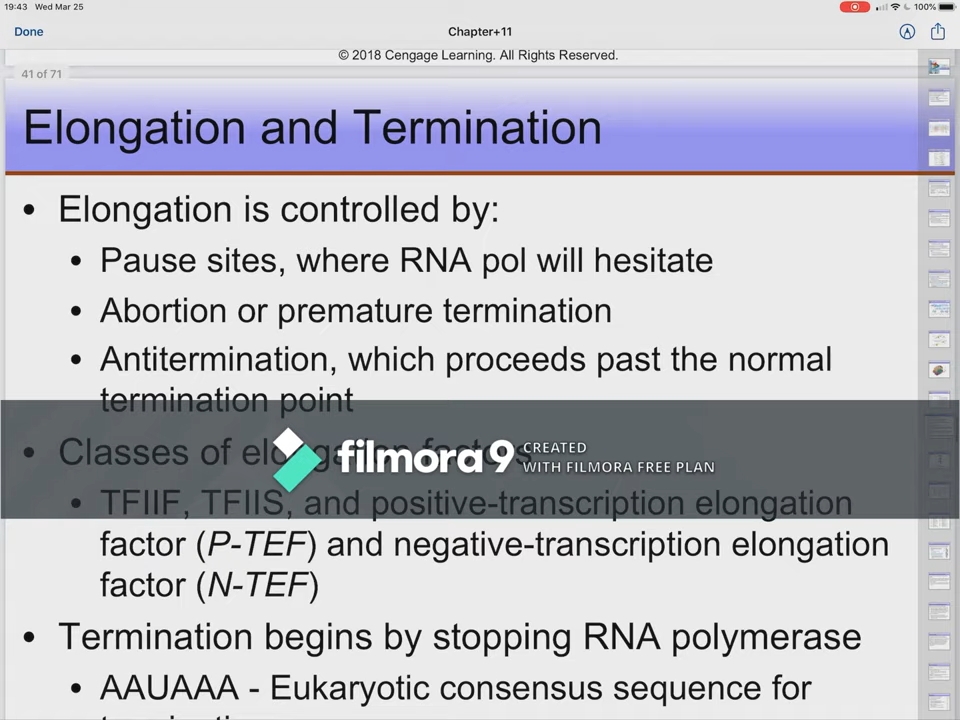 19:43 Wed Mar 25
100%
Done
Chapter+11
© 2018 Cengage Learning. All Rights Reserved.
41 of 71
Elongation and Termination
• Elongation is controlled by:
• Pause sites, where RNA pol will hesitate
• Abortion or premature termination
• Antitermination, which proceeds past the normal
termination point
• Classes of elongation factors
filmora9 CREATED
WITH FILMORA FREE PLAN
• TFIIF, TFIIS, and positive-transcription elongation
factor (P-TEF) and negative-transcription elongation
factor (N-TEF)
• Termination begins by stopping RNA polymerase
• AAUAAA - Eukaryotic consensus sequence for